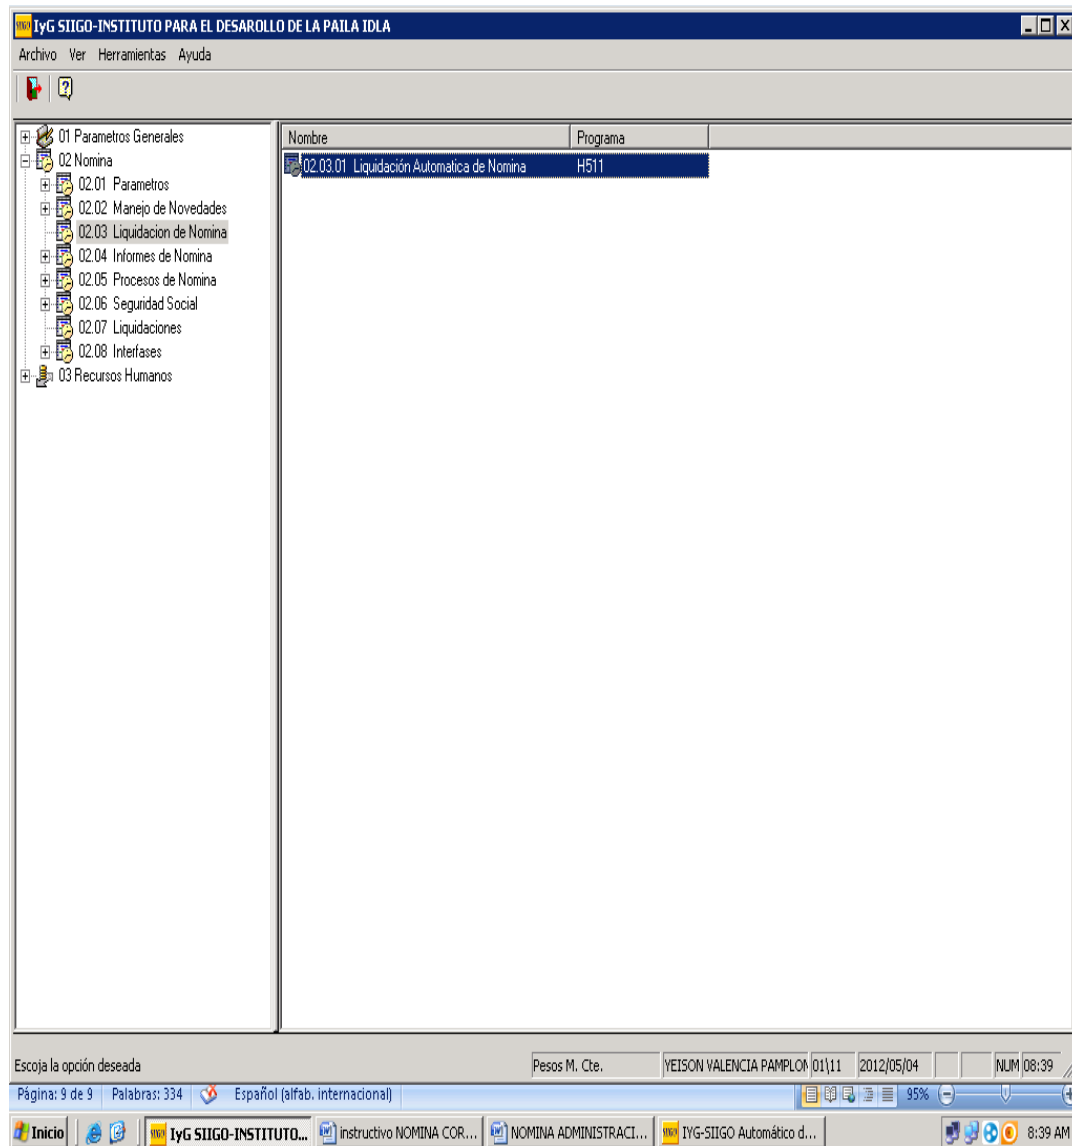 IyG SIIGO-INSTITUTO PARA EL DESAROLLO DE LA PAILA IDLA
Archivo Ver Herramientas Ayuda
01 Parametros Generales
02 Nomina
02.01 Parametros
02.02 Manejo de Novedades
02.03 Liquidacion de Nomina
02.04 Informes de Nomina
02.05 Procesos de Nomina
02.06 Seguridad Social
02.07 Liquidaciones
02.08 Interfases
03 Recursos Humanos
Nombre Programa
02.03.01 Liquidación Automatica de Nomina H511
Escoja la opción deseada Pesos M. Cte. YEISON VALENCIA PAMPLON 01\11 2012/05/04 NUM 08:39
Página: 9 de 9 Palabras: 334 Español (alfab. internacional) 95%
Inicio IyG SIIGO-INSTITUTO... instructivo NOMINA COR... NOMINA ADMINISTRACI... IYG-SIIGO Automático d... 8:39 AM